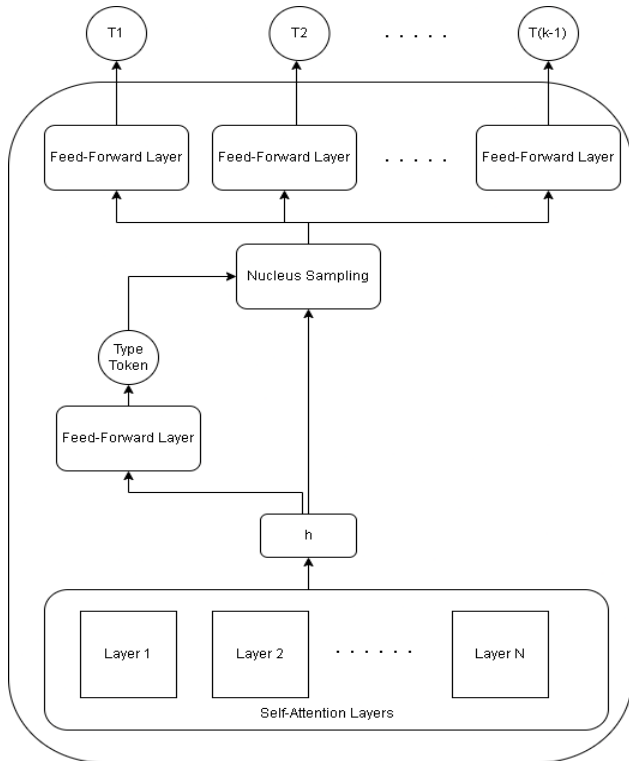 T1
T2
. . . . .
T(k-1)
Feed-Forward Layer
Feed-Forward Layer
. . . . .
Feed-Forward Layer
Nucleus Sampling
Type
Token
Feed-Forward Layer
h
Layer 1
Layer 2
. . . . . .
Layer N
Self-Attention Layers